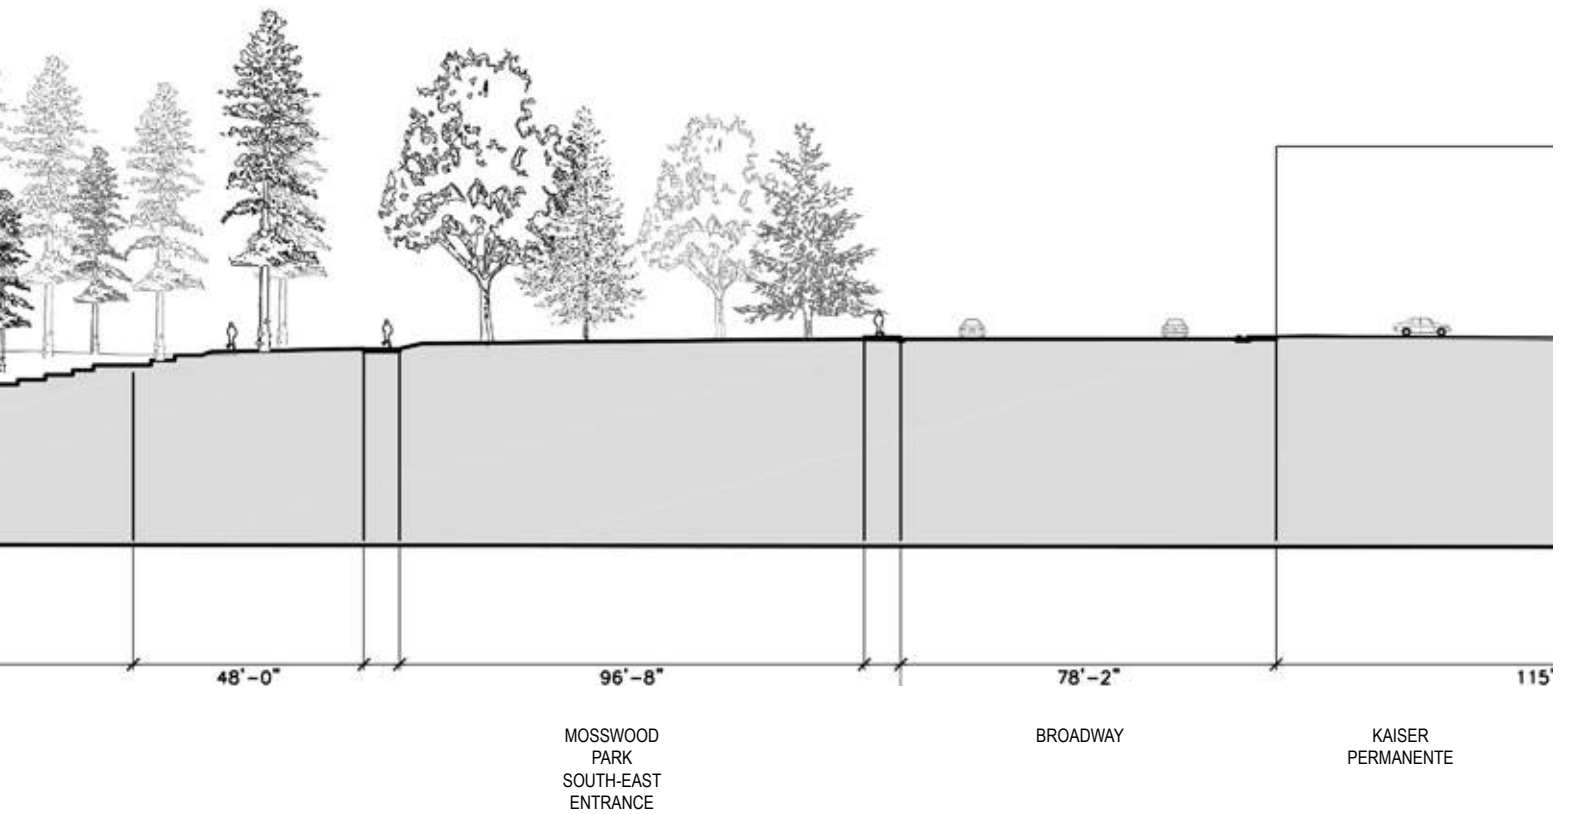 48'-0"
96'-8"
78'-2"
115'
MOSSWOOD
PARK
SOUTH-EAST
ENTRANCE
BROADWAY
KAISER
PERMANENTE